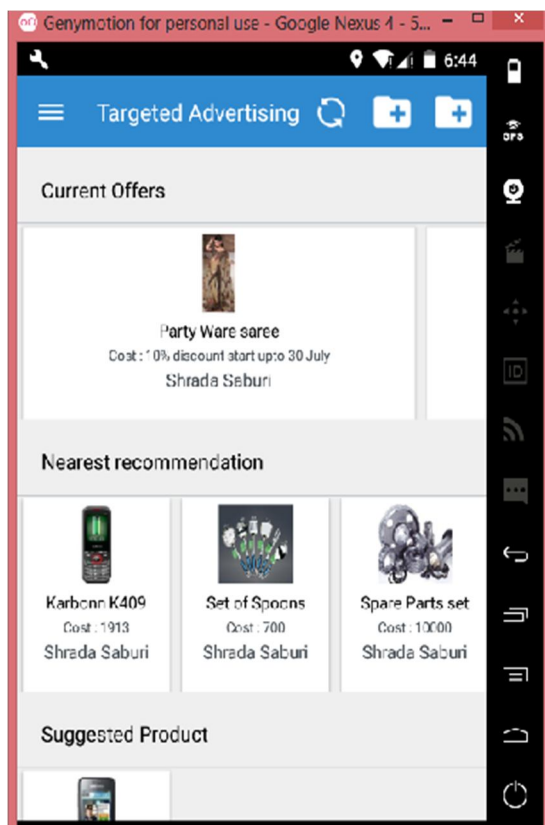 Genymotion for personal use - Google Nexus 4 - 5...
6:44
Targeted Advertising
GPS
Current Offers
Party Ware saree
Cost : 10% discount start upto 30 July
Shrada Saburi
Nearest recommendation
Karbonn K409
Cost : 1913
Shrada Saburi
Set of Spoons
Cost : 700
Shrada Saburi
Spare Parts set
Cost : 10000
Shrada Saburi
Suggested Product
ID